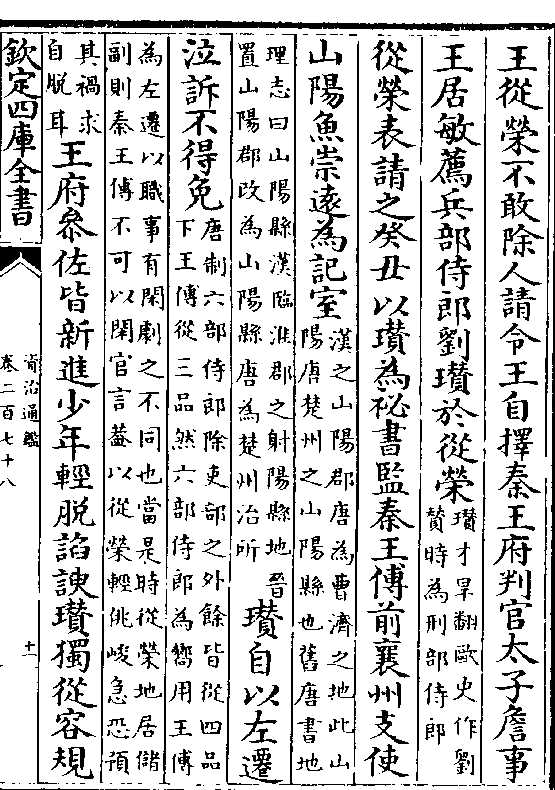 王從榮不敢除人請令王自擇秦王府判官太子詹事
王居敏薦兵部侍郎劉瓚於從榮
瓚才旱翻歐史作劉
贊時為刑部侍郎
從榮表請之癸丑以瓚為祕書監秦王傅前襄州支使
山陽魚崇遠為記室
漢之山陽郡唐為曹濟之地此山
陽唐楚州之山陽縣也舊唐書地
理志曰山陽縣漢臨淮郡之射陽縣地晉
置山陽郡改為山陽縣唐為楚州治所
瓚自以左遷
泣訴不得免
唐制六部侍郎除吏部之外餘皆從四品
下王傅從三品然六部侍郎為嚮用王傅
為左遷以職事有閑劇之不同也當是時從榮地居儲
副則秦王傅不可以閑官言葢以從榮輕佻峻急恐預
其禍求
自脫耳
王府參佐皆新進少年輕脫諂諛瓚獨從容規
欽定四庫全書
資治通鑑
卷二百七十八
十一